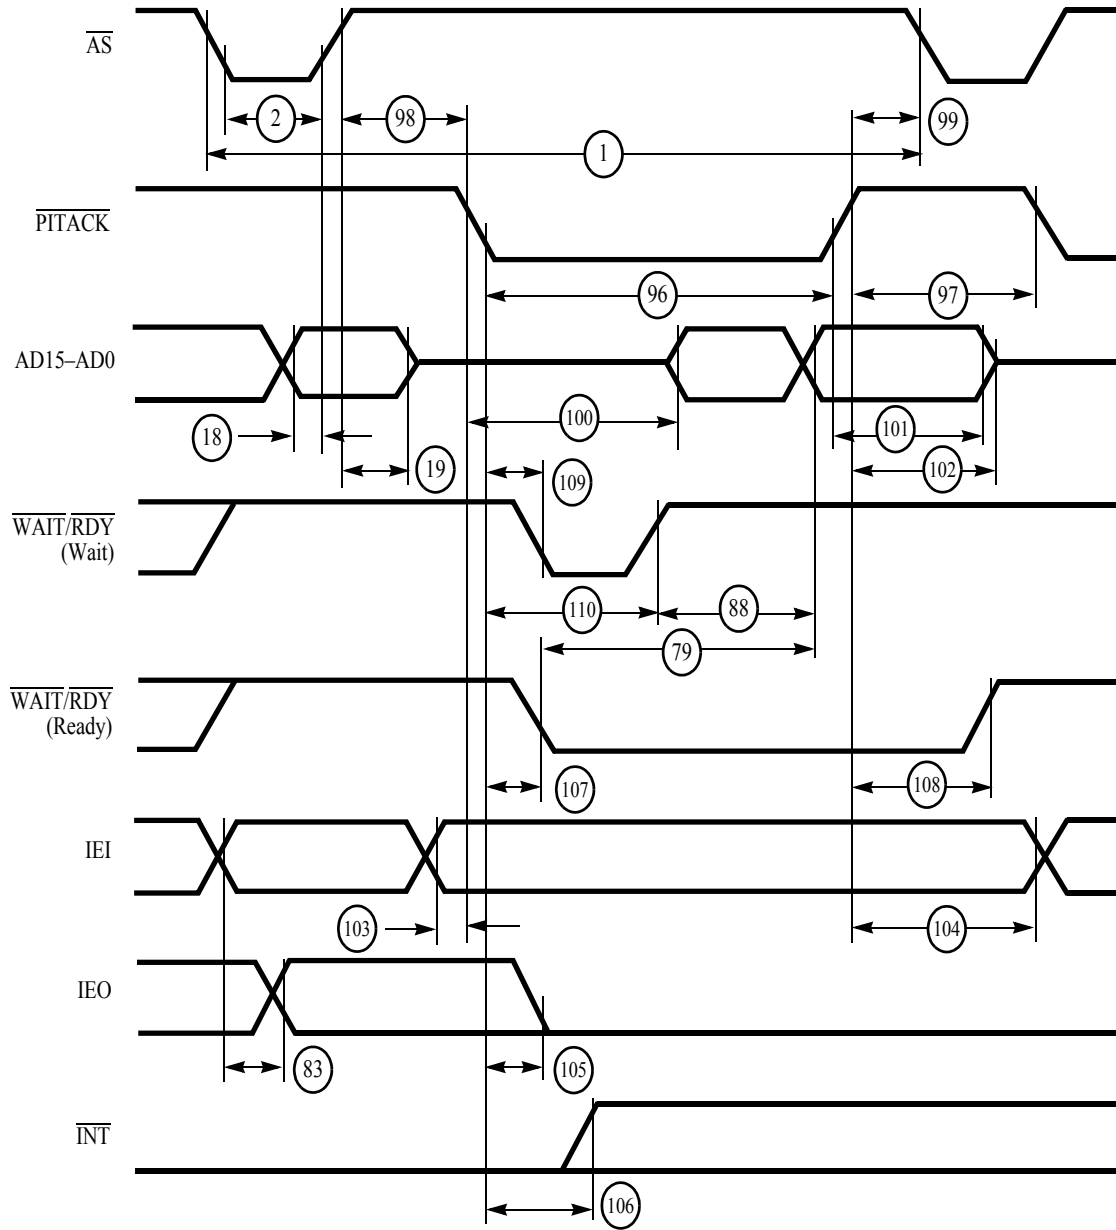 AS
2
98
99
1
PITACK
96
97
AD15–AD0
18
19
100
101
102
109
WAIT/RDY
(Wait)
110
88
79
WAIT/RDY
(Ready)
107
108
IEI
103
104
IEO
83
105
INT
106